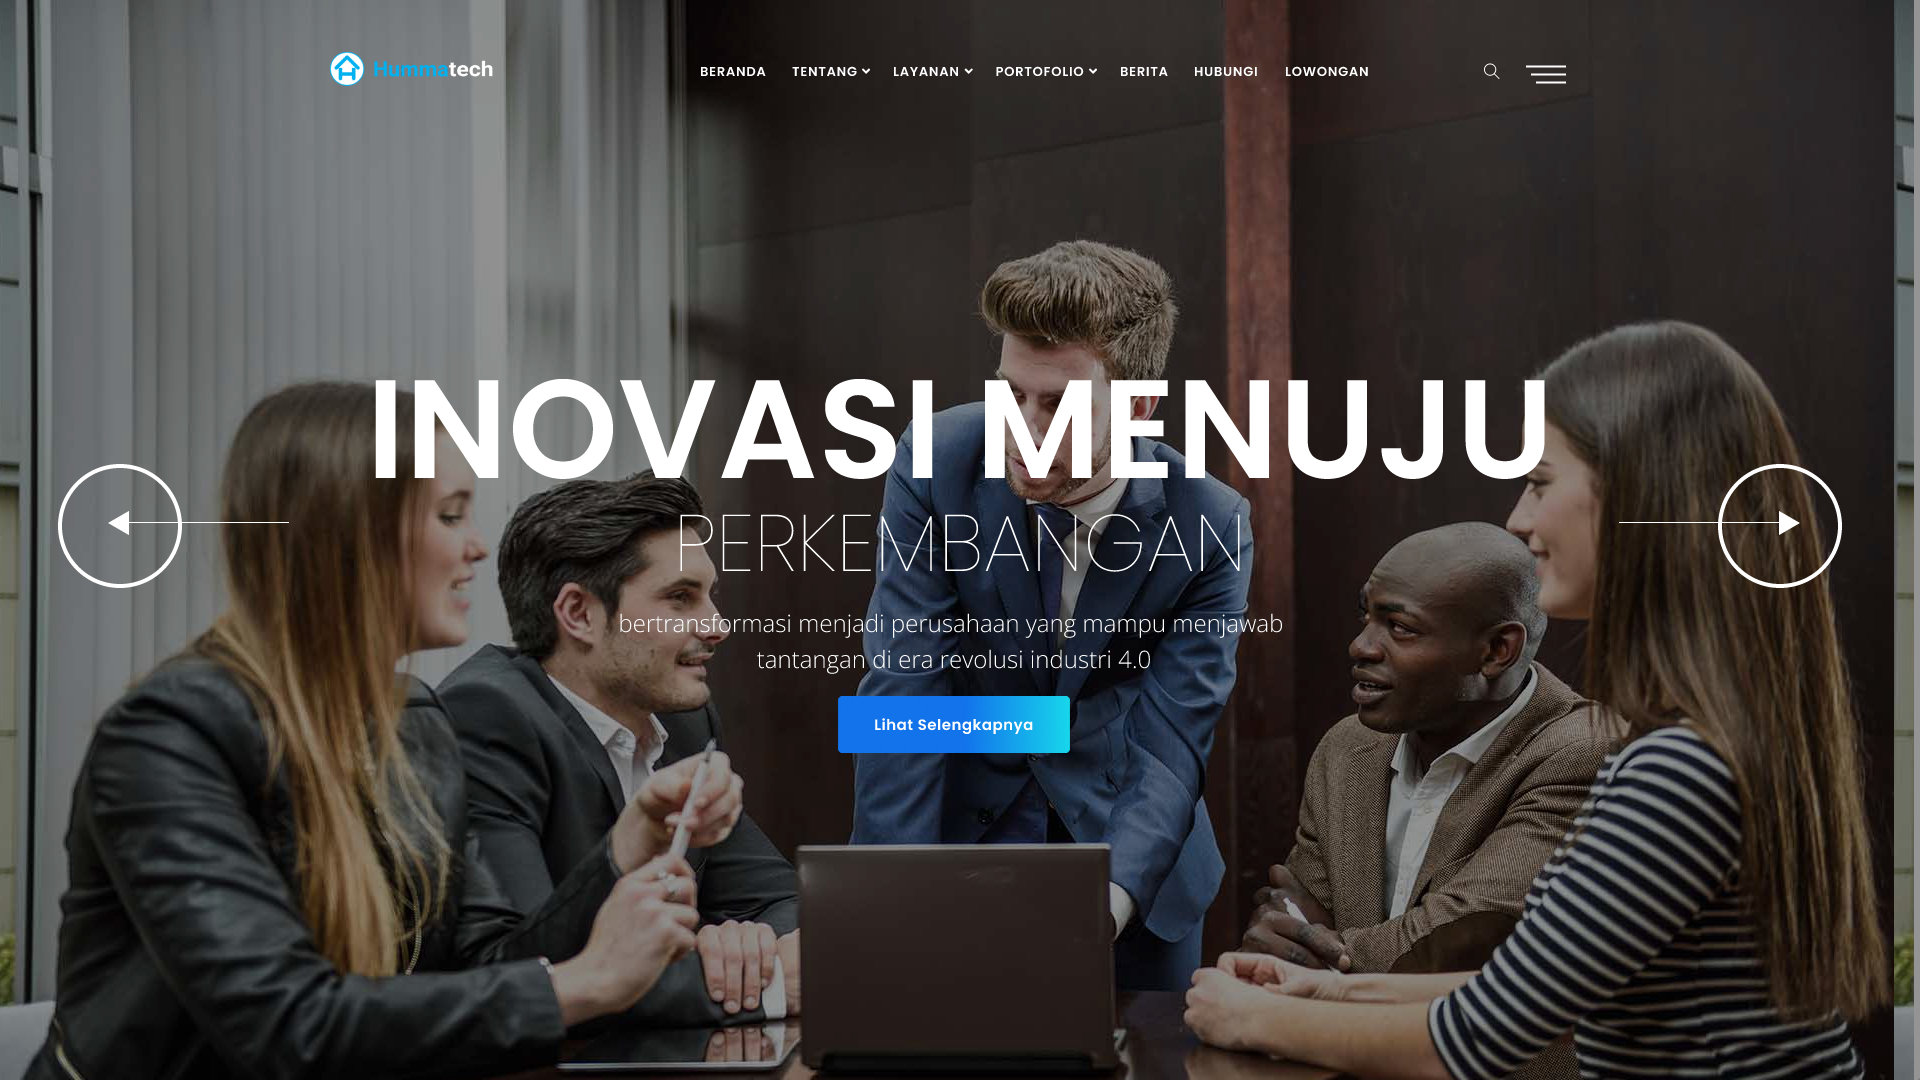 Hummatech
BERANDA TENTANG LAYANAN PORTOFOLIO BERITA HUBUNGI LOWONGAN
INOVASI MENUJU
PERKEMBANGAN
bertransformasi menjadi perusahaan yang mampu menjawab
tantangan di era revolusi industri 4.0
Lihat Selengkapnya